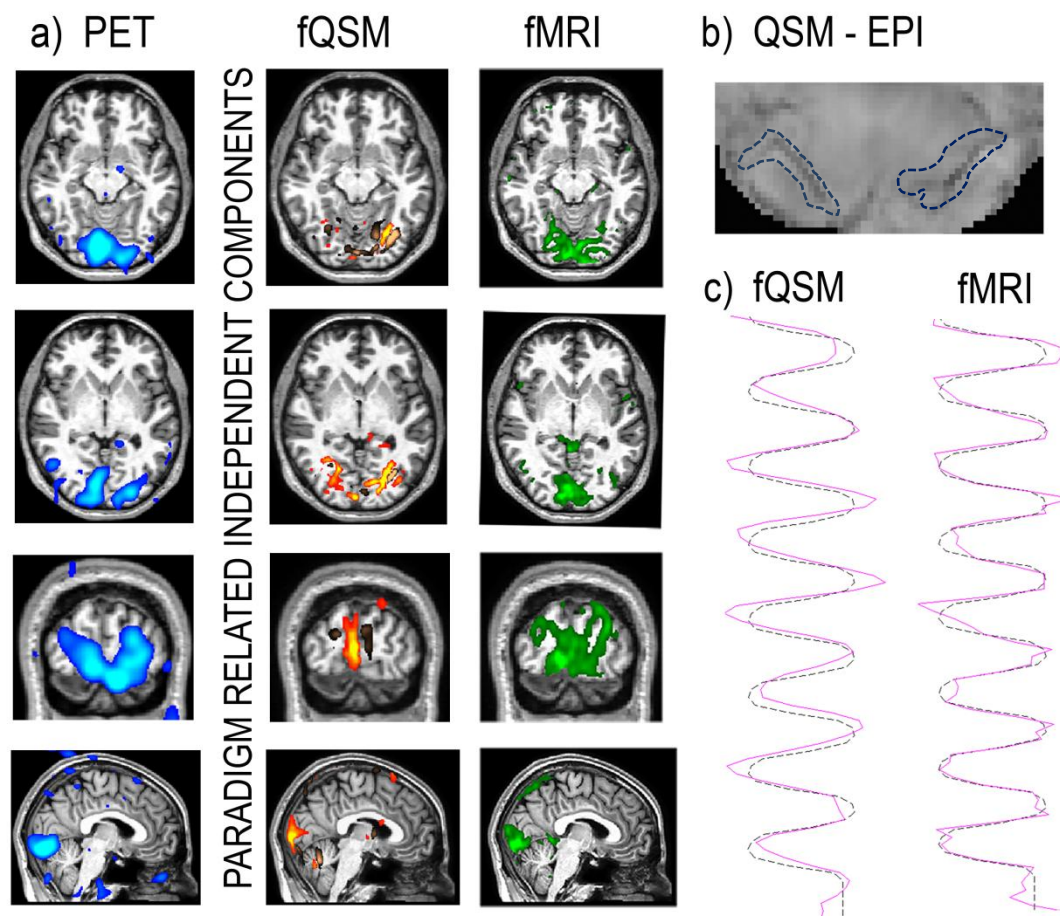 a) PET
fQSM
fMRI
PARADIGM RELATED INDEPENDENT COMPONENTS
b) QSM - EPI
c) fQSM
fMRI